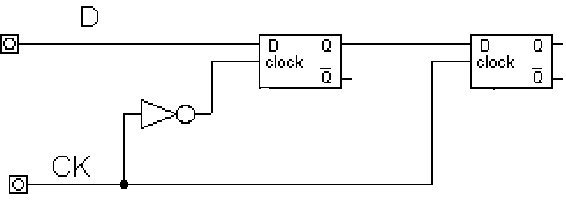 D
D Q D Q
clock clock
Q̅ Q̅
CK